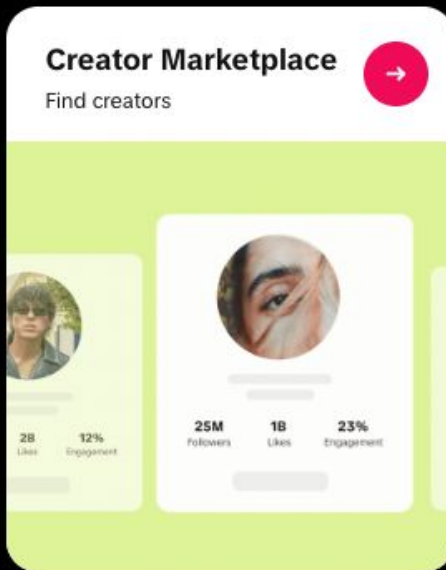 Creator Marketplace
Find creators
2B 12%
Likes Engagement
25M 1B 23%
Followers Likes Engagement